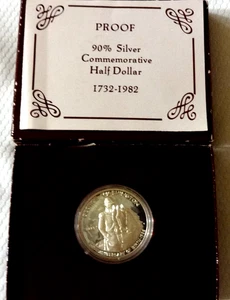 PROOF
90% Silver
Commemorative
Half Dollar
1732-1982